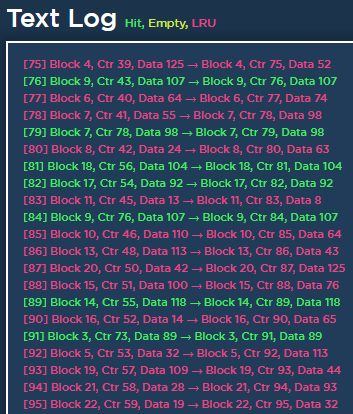 Text Log Hit, Empty, LRU
[75] Block 4, Ctr 39, Data 125 → Block 4, Ctr 75, Data 52
[76] Block 9, Ctr 43, Data 107 → Block 9, Ctr 76, Data 107
[77] Block 6, Ctr 40, Data 64 → Block 6, Ctr 77, Data 74
[78] Block 7, Ctr 41, Data 55 → Block 7, Ctr 78, Data 98
[79] Block 7, Ctr 78, Data 98 → Block 7, Ctr 79, Data 98
[80] Block 8, Ctr 42, Data 24 → Block 8, Ctr 80, Data 63
[81] Block 18, Ctr 56, Data 104 → Block 18, Ctr 81, Data 104
[82] Block 17, Ctr 54, Data 92 → Block 17, Ctr 82, Data 92
[83] Block 11, Ctr 45, Data 13 → Block 11, Ctr 83, Data 8
[84] Block 9, Ctr 76, Data 107 → Block 9, Ctr 84, Data 107
[85] Block 10, Ctr 46, Data 110 → Block 10, Ctr 85, Data 64
[86] Block 13, Ctr 48, Data 113 → Block 13, Ctr 86, Data 43
[87] Block 20, Ctr 50, Data 42 → Block 20, Ctr 87, Data 125
[88] Block 15, Ctr 51, Data 100 → Block 15, Ctr 88, Data 76
[89] Block 14, Ctr 55, Data 118 → Block 14, Ctr 89, Data 118
[90] Block 16, Ctr 52, Data 14 → Block 16, Ctr 90, Data 65
[91] Block 3, Ctr 73, Data 89 → Block 3, Ctr 91, Data 89
[92] Block 5, Ctr 53, Data 32 → Block 5, Ctr 92, Data 113
[93] Block 19, Ctr 57, Data 109 → Block 19, Ctr 93, Data 44
[94] Block 21, Ctr 58, Data 28 → Block 21, Ctr 94, Data 93
[95] Block 22, Ctr 59, Data 19 → Block 22, Ctr 95, Data 32